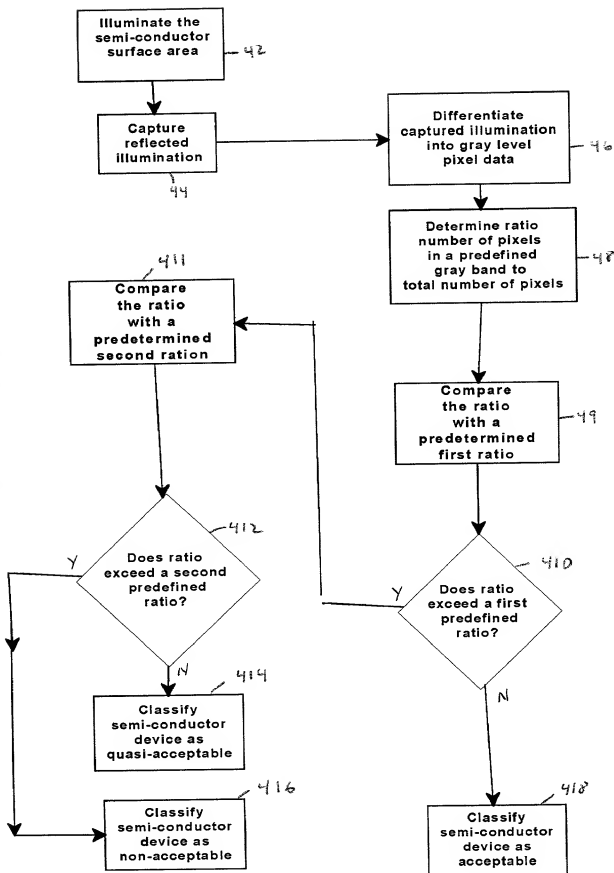 Illuminate the
semi-conductor
surface area
42
Capture
reflected
illumination
44
Differentiate
captured illumination
into gray level
pixel data
46
Determine ratio
number of pixels
in a predefined
gray band to
total number of pixels
48
Compare
the ratio
with a
predetermined
first ratio
49
Does ratio
exceed a first
predefined
ratio?
410
Y
N
411
Compare
the ratio
with a
predetermined
second ration
Does ratio
exceed a second
predefined
ratio?
412
Y
N
Classify
semi-conductor
device as
quasi-acceptable
414
Classify
semi-conductor
device as
non-acceptable
416
Classify
semi-conductor
device as
acceptable
418